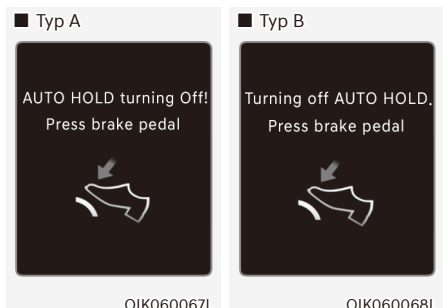 ■ Typ A
AUTO HOLD turning Off!
Press brake pedal
OIK060067L
■ Typ B
Turning off AUTO HOLD.
Press brake pedal
OIK060068L